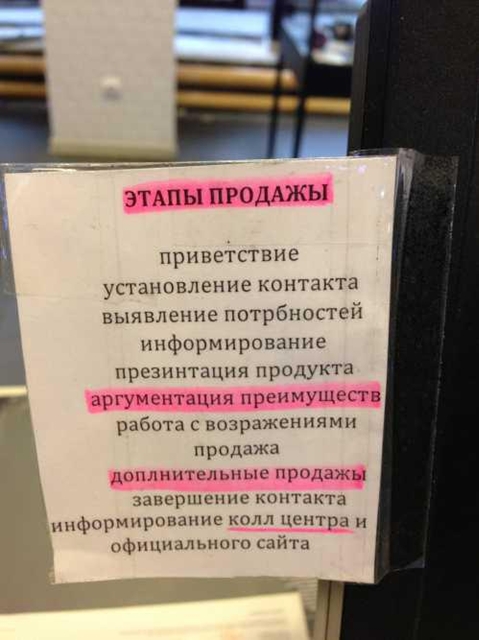 ЭТАПЫ ПРОДАЖЫ
приветствие
установление контакта
выявление потрбностей
информирование
презинтация продукта
аргументация преимуществ
работа с возражениями
продажа
доплнительные продажы
завершение контакта
информирование колл центра и
официального сайта